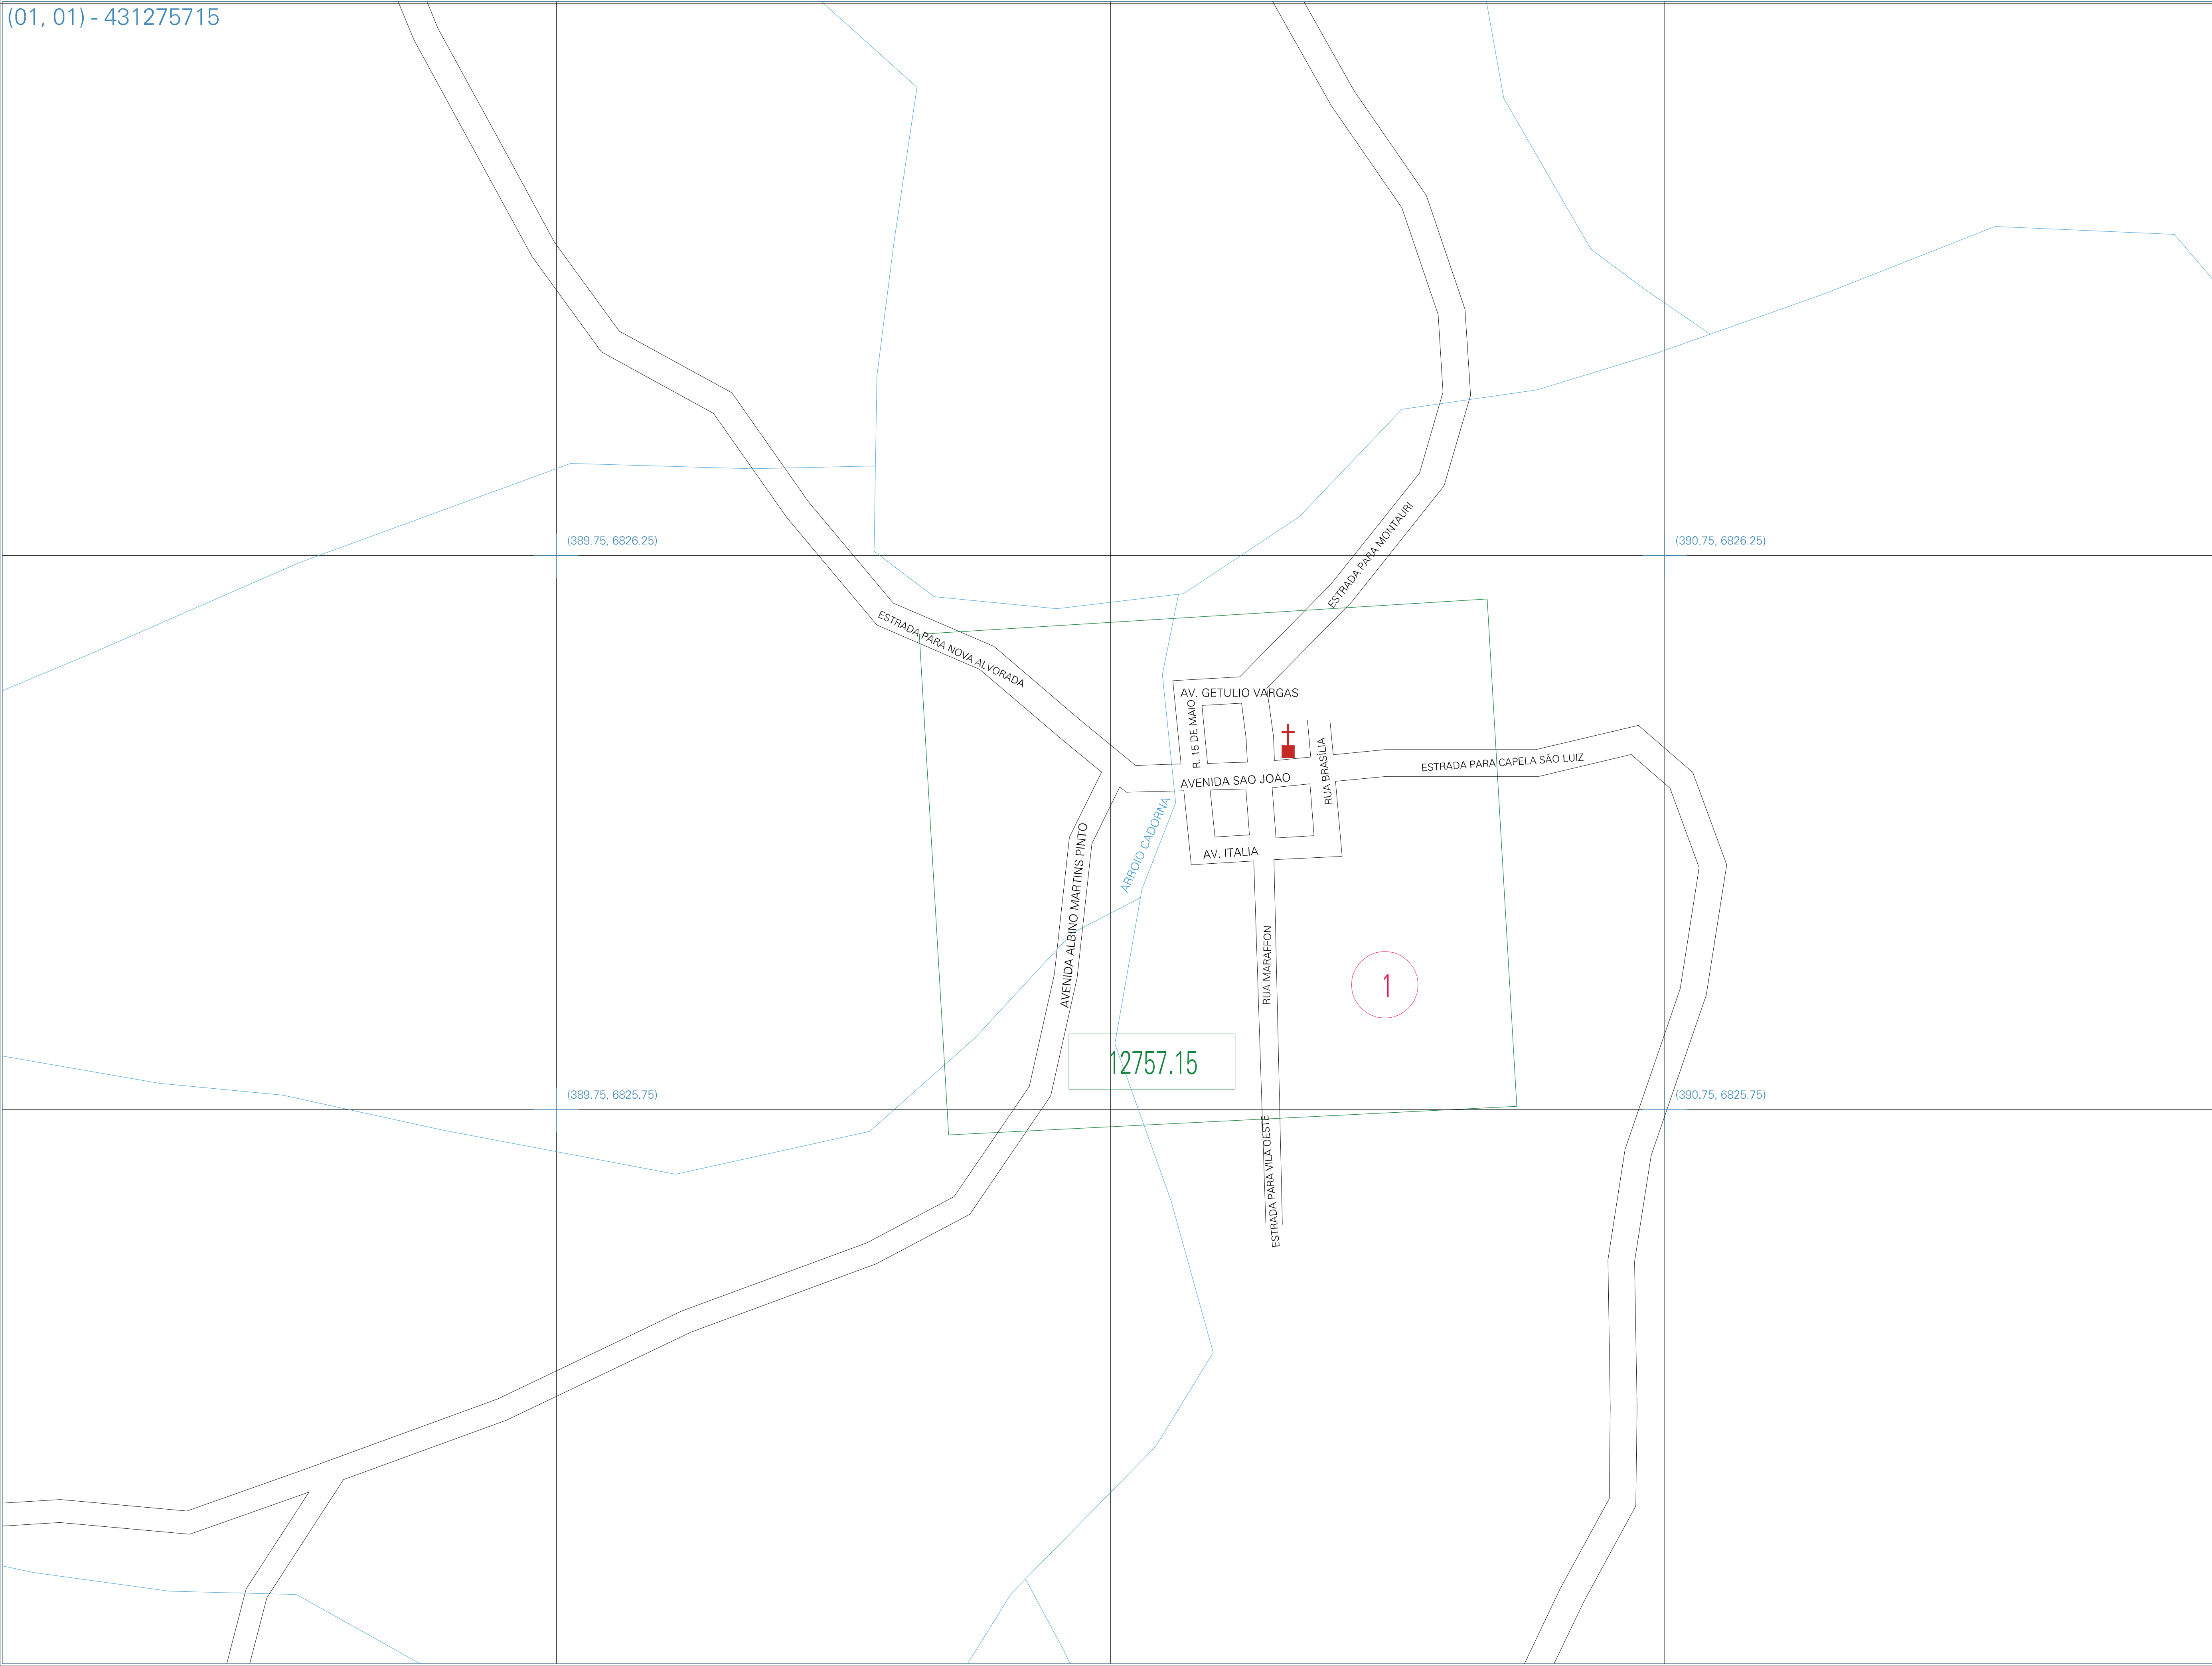 (01, 01) - 431275715
ESTRADA PARA MONTAURI
(389.75, 6826.25)
(390.75, 6826.25)
ESTRADA PARA NOVA ALVORADA
AV. GETULIO VARGAS
R. 15 DE MAIO
RUA BRASÍLIA
ESTRADA PARA CAPELA SÃO LUIZ
AVENIDA SAO JOAO
ARROIO CADORNA
AVENIDA ALBINO MARTINS PINTO
AV. ITALIA
RUA MARAFFON
1
12757.15
(389.75, 6825.75)
(390.75, 6825.75)
ESTRADA PARA VILA OESTE